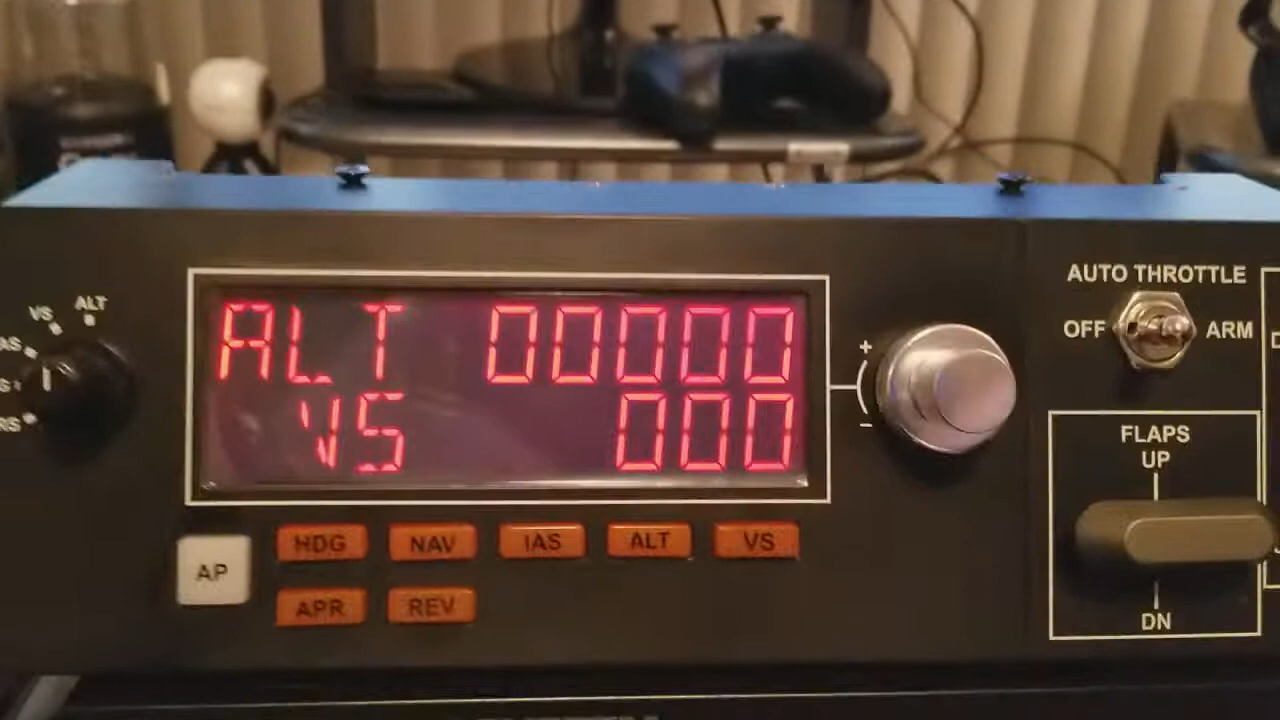 ALT
VS
ALT 00000
VS 000
+
-
AUTO THROTTLE
OFF ARM
FLAPS
UP
DN
AP
HDG NAV IAS ALT VS
APR REV